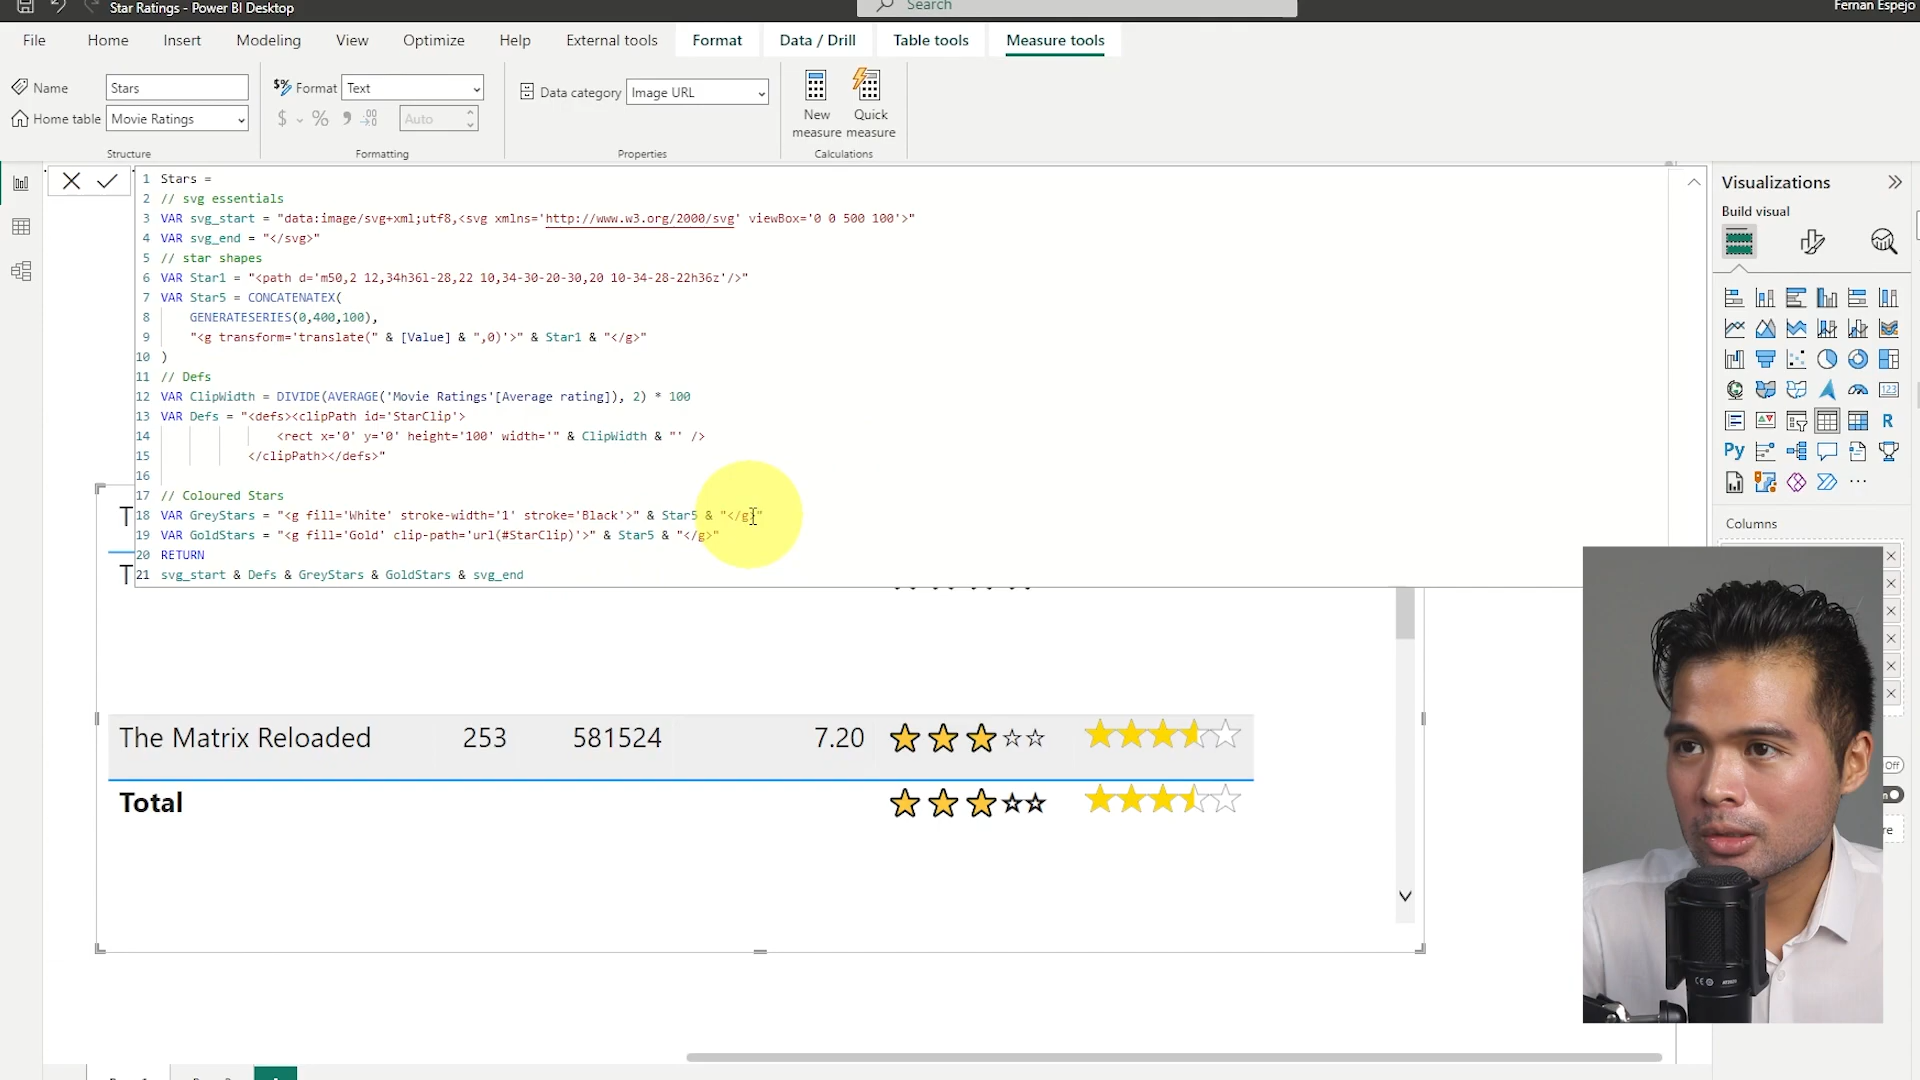 Star Ratings - Power BI Desktop
Search
Fernan Espejo
File Home Insert Modeling View Optimize Help External tools Format Data / Drill Table tools Measure tools
Name Stars
Home table Movie Ratings
Structure
Format Text
$ % , .00 Auto
Formatting
Data category Image URL
Properties
New measure
Quick measure
Calculations
1 Stars =
2 // svg essentials
3 VAR svg_start = "data:image/svg+xml;utf8,<svg xmlns='http://www.w3.org/2000/svg' viewBox='0 0 500 100'>"
4 VAR svg_end = "</svg>"
5 // star shapes
6 VAR Star1 = "<path d='m50,2 12,34h36l-28,22 10,34-30-20-30,20 10-34-28-22h36z'/>"
7 VAR Star5 = CONCATENATEX(
8 GENERATESERIES(0,400,100),
9 "<g transform='translate(" & [Value] & ",0)'>" & Star1 & "</g>"
10 )
11 // Defs
12 VAR ClipWidth = DIVIDE(AVERAGE('Movie Ratings'[Average rating]), 2) * 100
13 VAR Defs = "<defs><clipPath id='StarClip'>
14 <rect x='0' y='0' height='100' width='" & ClipWidth & "' />
15 </clipPath></defs>"
16
17 // Coloured Stars
18 VAR GreyStars = "<g fill='White' stroke-width='1' stroke='Black'>" & Star5 & "</g>"
19 VAR GoldStars = "<g fill='Gold' clip-path='url(#StarClip)'>" & Star5 & "</g>"
20 RETURN
21 svg_start & Defs & GreyStars & GoldStars & svg_end
T
T
The Matrix Reloaded 253 581524 7.20
Total
Visualizations
Build visual
123
R
Py
Columns
Off
re